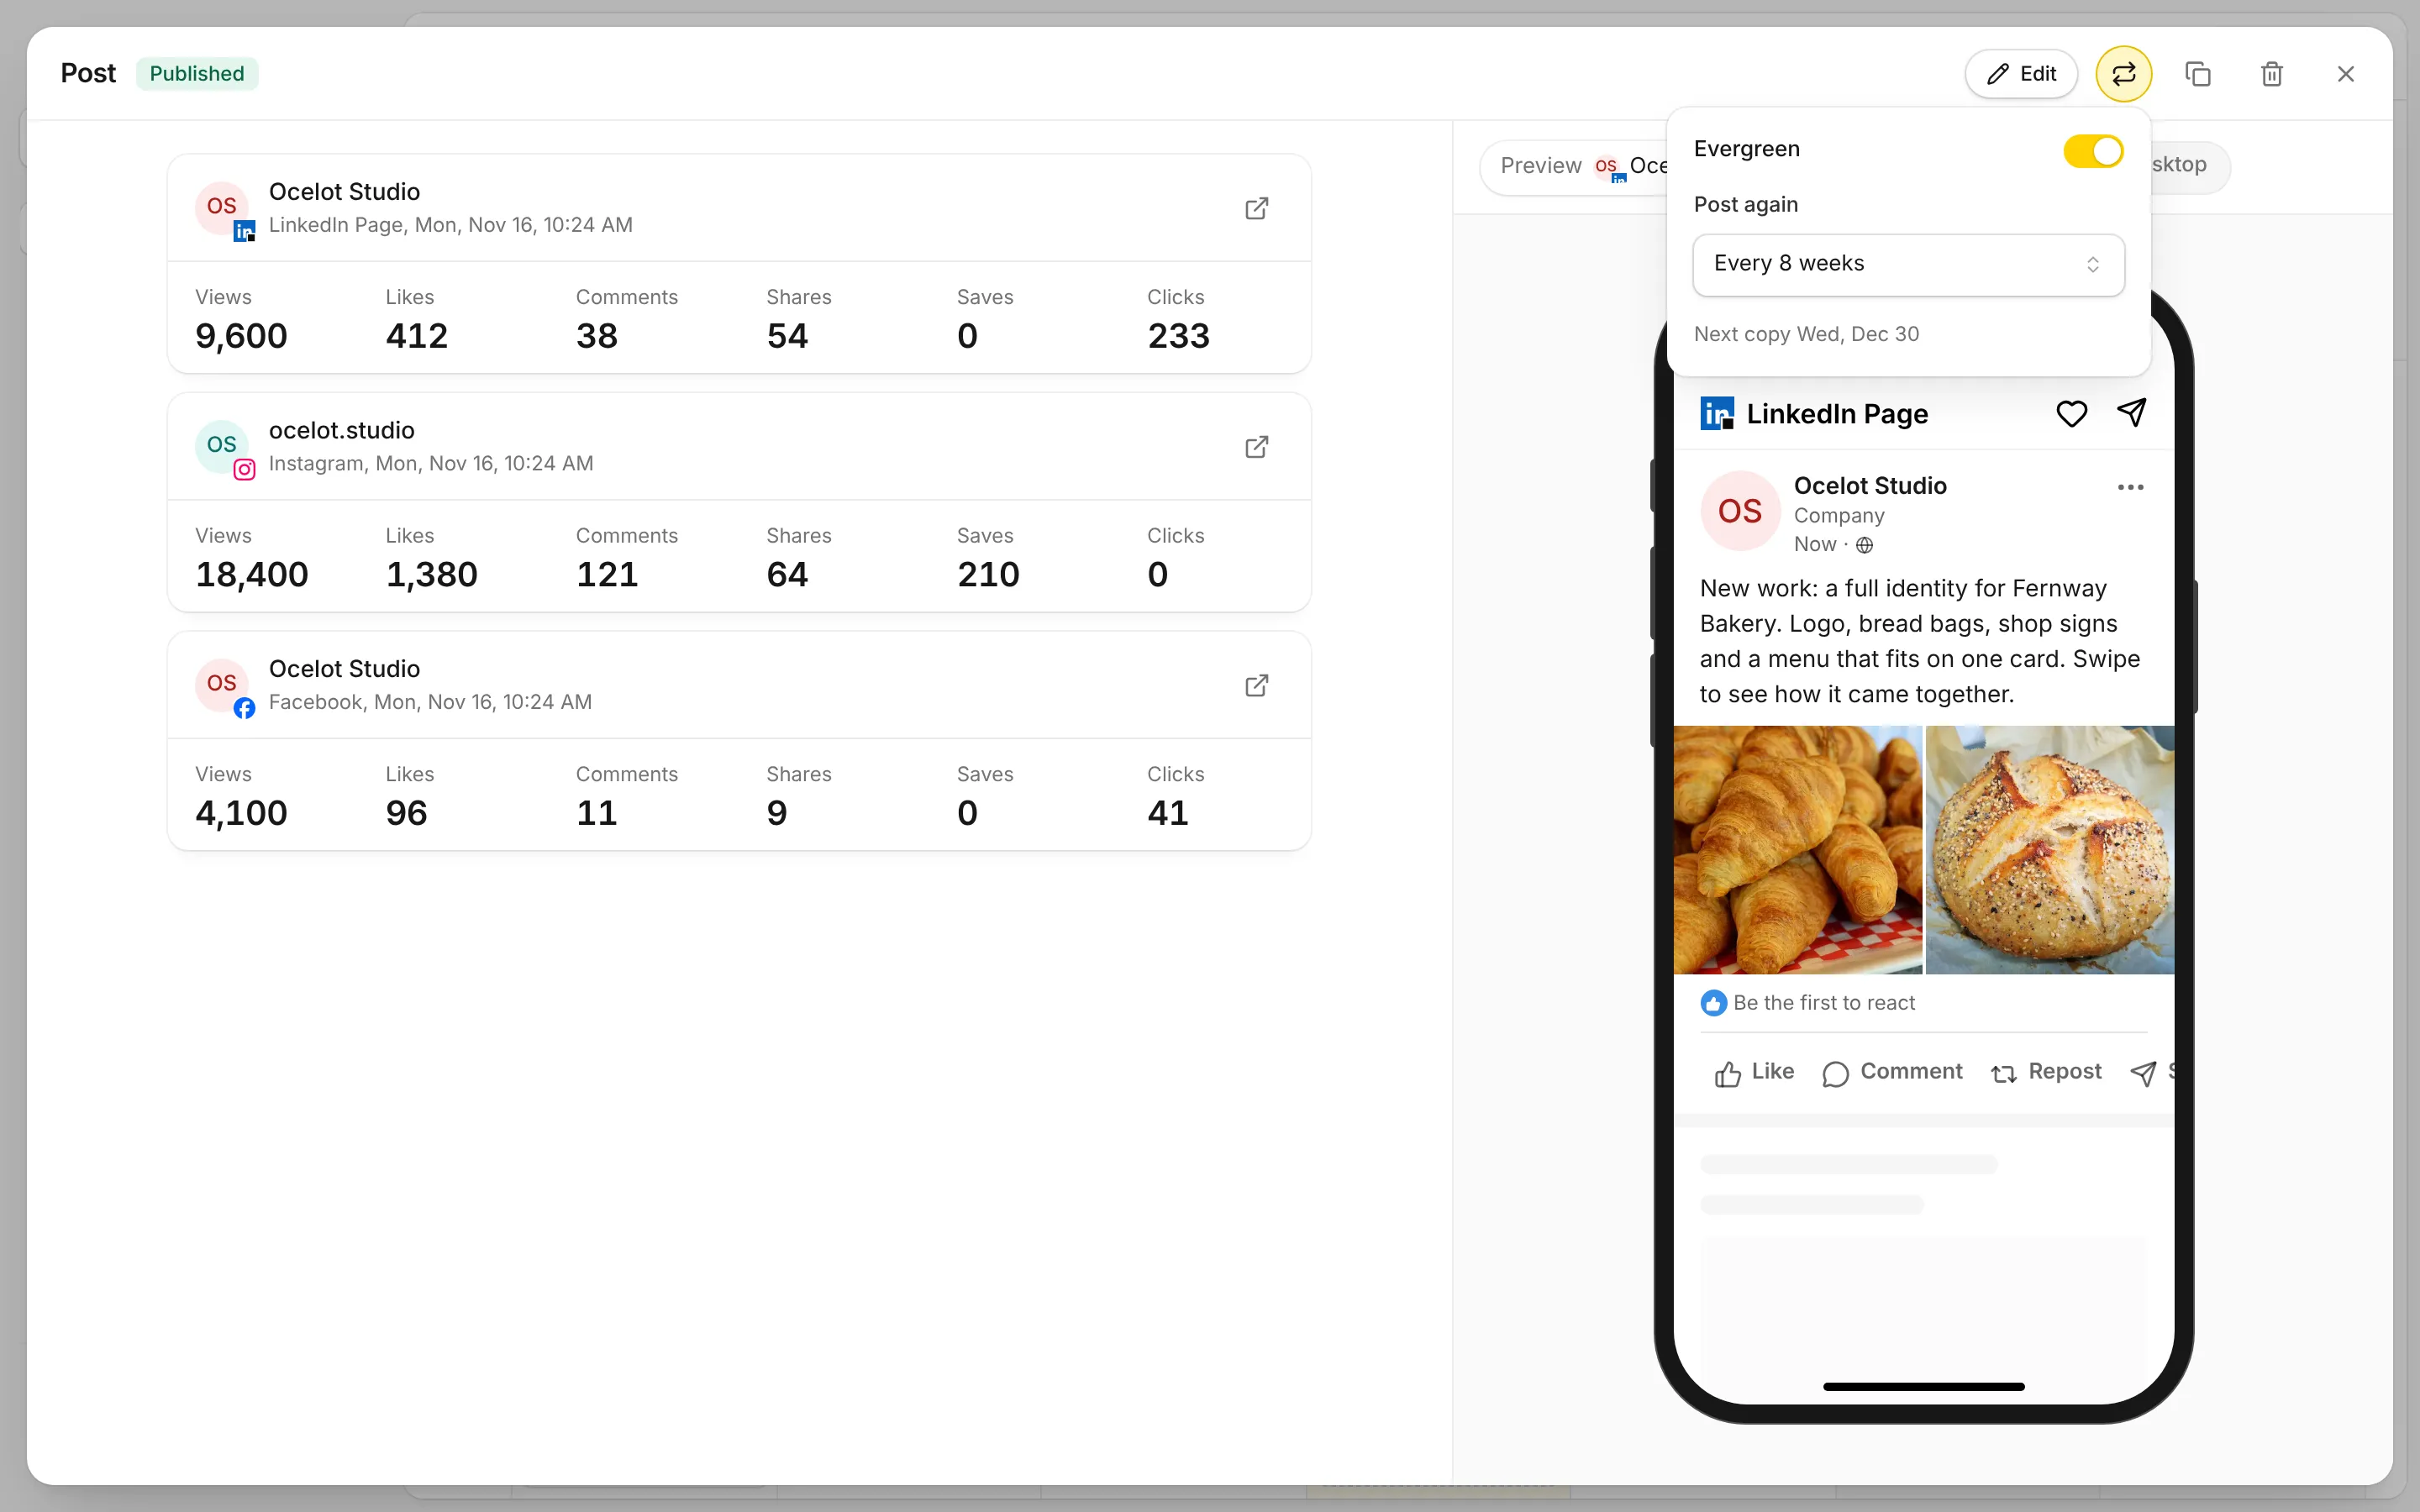 Post
Published
Edit
Evergreen
Post again
Every 8 weeks
Next copy Wed, Dec 30
OS
Ocelot Studio
LinkedIn Page, Mon, Nov 16, 10:24 AM
Views Likes Comments Shares Saves Clicks
9,600 412 38 54 0 233
OS
ocelot.studio
Instagram, Mon, Nov 16, 10:24 AM
Views Likes Comments Shares Saves Clicks
18,400 1,380 121 64 210 0
OS
Ocelot Studio
Facebook, Mon, Nov 16, 10:24 AM
Views Likes Comments Shares Saves Clicks
4,100 96 11 9 0 41
Preview OS
in LinkedIn Page
OS
Ocelot Studio
Company
Now ·
New work: a full identity for Fernway
Bakery. Logo, bread bags, shop signs
and a menu that fits on one card. Swipe
to see how it came together.
Be the first to react
Like Comment Repost